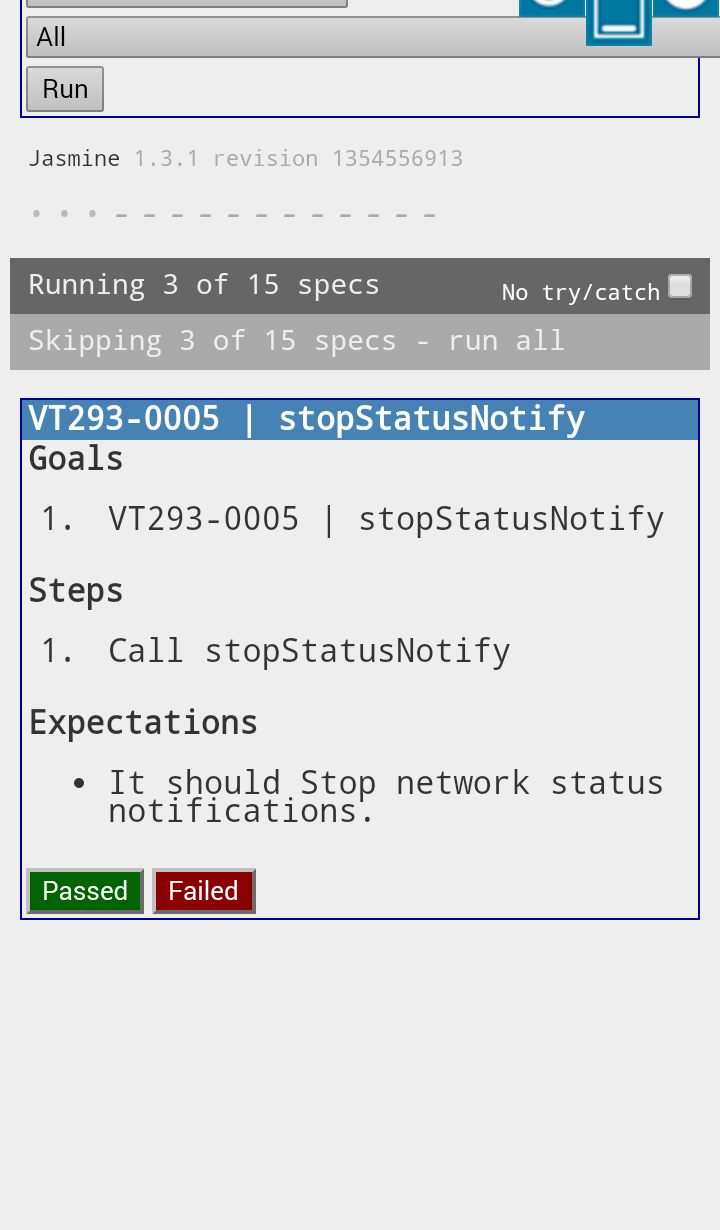 All
Run
Jasmine 1.3.1 revision 1354556913
• • • - - - - - - - - - - - -
Running 3 of 15 specs
No try/catch
Skipping 3 of 15 specs - run all
VT293-0005 | stopStatusNotify
Goals
1. VT293-0005 | stopStatusNotify
Steps
1. Call stopStatusNotify
Expectations
• It should Stop network status
notifications.
Passed Failed